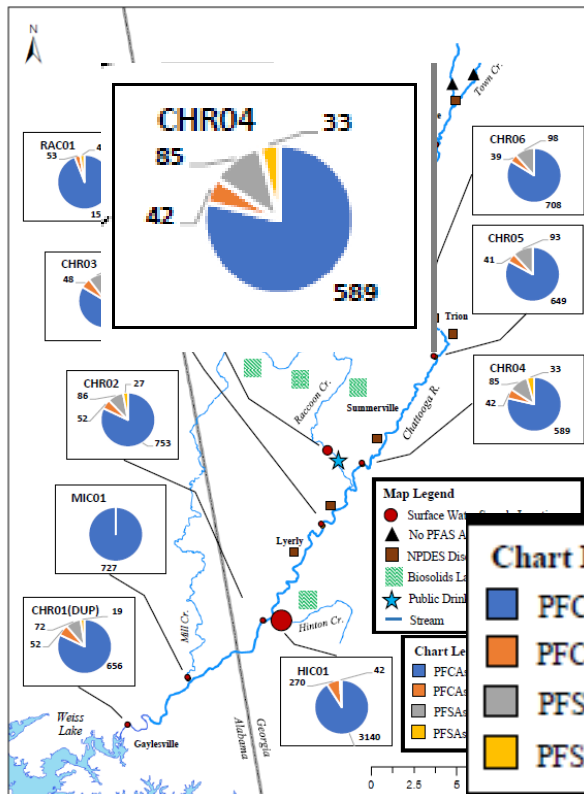 N
Town Cr.
CHR04
33
85
42
589
RAC01
53
4
15
CHR06
98
39
708
CHR05
93
41
649
CHR03
48
Trion
CHR04
33
85
42
589
CHR02
27
86
52
753
Raccoon Cr.
Summerville
Chattooga R.
MIC01
727
Lyerly
Map Legend
Surface Wate
No PFAS A
NPDES Disc
Biosolids La
Public Drink
Stream
CHR01(DUP)
19
72
52
656
Mill Cr.
Hinton Cr.
HIC01
42
270
3140
Chart Le
PFCAs
PFCAs
PFSAs
PFSAs
Chart
PFC
PFC
PFS
PFS
Weiss
Lake
Gaylesville
Georgia
Alabama
0
2.5
5